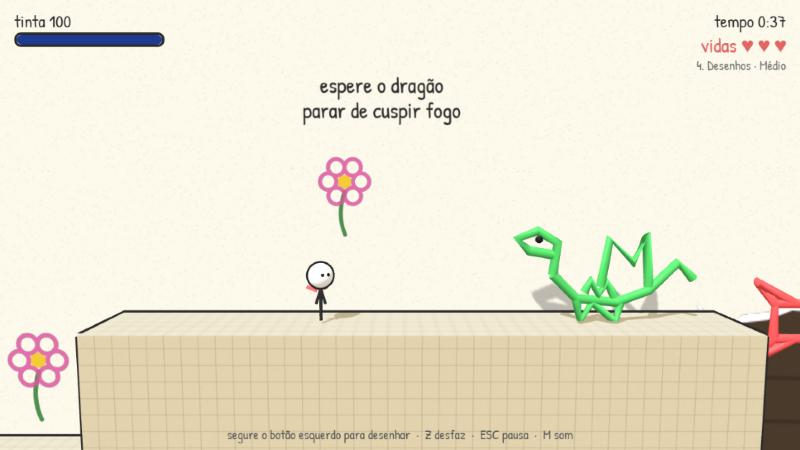 tinta 100
tempo 0:37
vidas ♥ ♥ ♥
4. Desenhos · Médio
espere o dragão
parar de cuspir fogo
segure o botão esquerdo para desenhar · Z desfaz · ESC pausa · M som